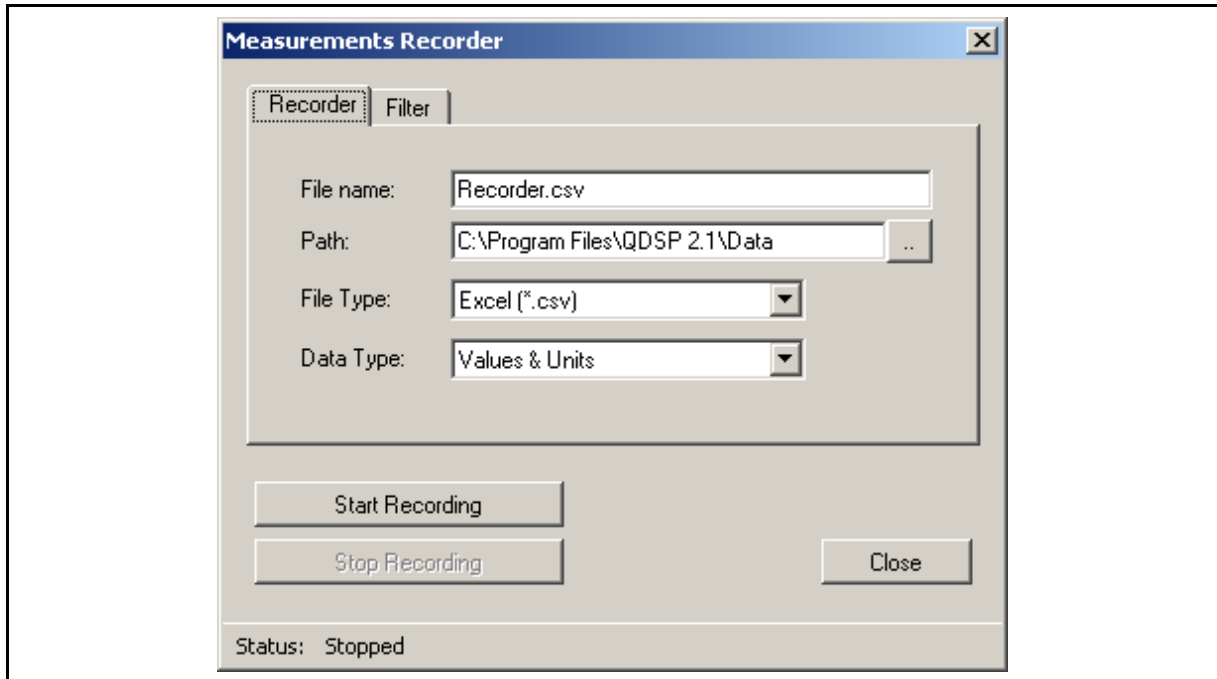 Measurements Recorder
Recorder Filter
File name: Recorder.csv
Path: C:\Program Files\QDSP 2.1\Data ..
File Type: Excel (*.csv)
Data Type: Values & Units
Start Recording
Stop Recording Close
Status: Stopped